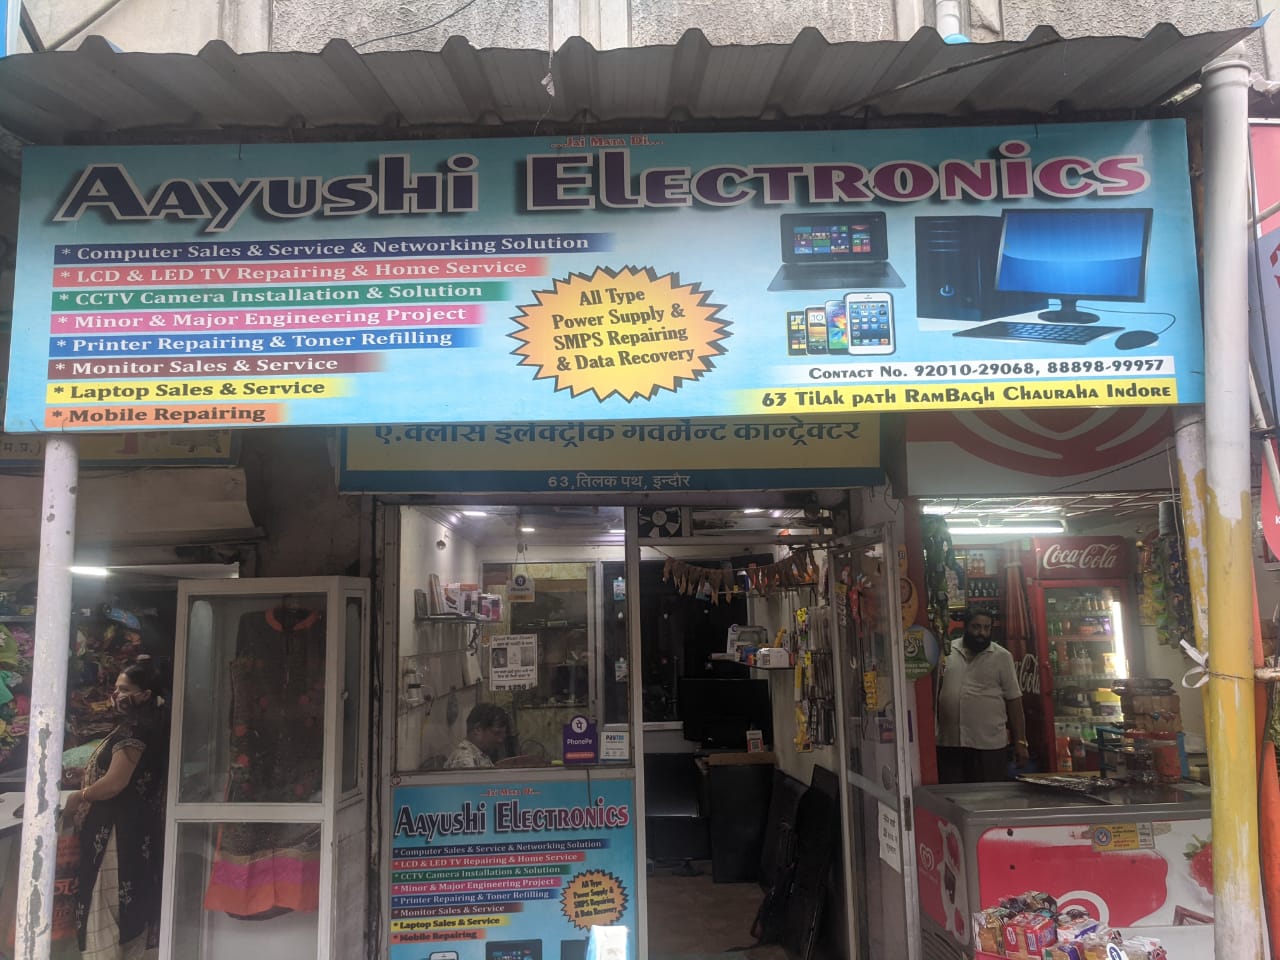 ...Jai Mata Di...
Aayushi Electronics
* Computer Sales & Service & Networking Solution
* LCD & LED TV Repairing & Home Service
* CCTV Camera Installation & Solution
* Minor & Major Engineering Project
* Printer Repairing & Toner Refilling
* Monitor Sales & Service
* Laptop Sales & Service
* Mobile Repairing
All Type
Power Supply &
SMPS Repairing
& Data Recovery
Contact No. 92010-29068, 88898-99957
63 Tilak path RamBagh Chauraha Indore
ए.क्लास इलेक्ट्रीक गवर्मेन्ट कान्ट्रेक्टर
63,तिलक पथ, इन्दौर
Coca-Cola
PhonePe
...Jai Mata Di...
Aayushi Electronics
* Computer Sales & Service & Networking Solution
* LCD & LED TV Repairing & Home Service
* CCTV Camera Installation & Solution
* Minor & Major Engineering Project
* Printer Repairing & Toner Refilling
* Monitor Sales & Service
* Laptop Sales & Service
* Mobile Repairing
All Type
Power Supply &
SMPS Repairing
& Data Recovery